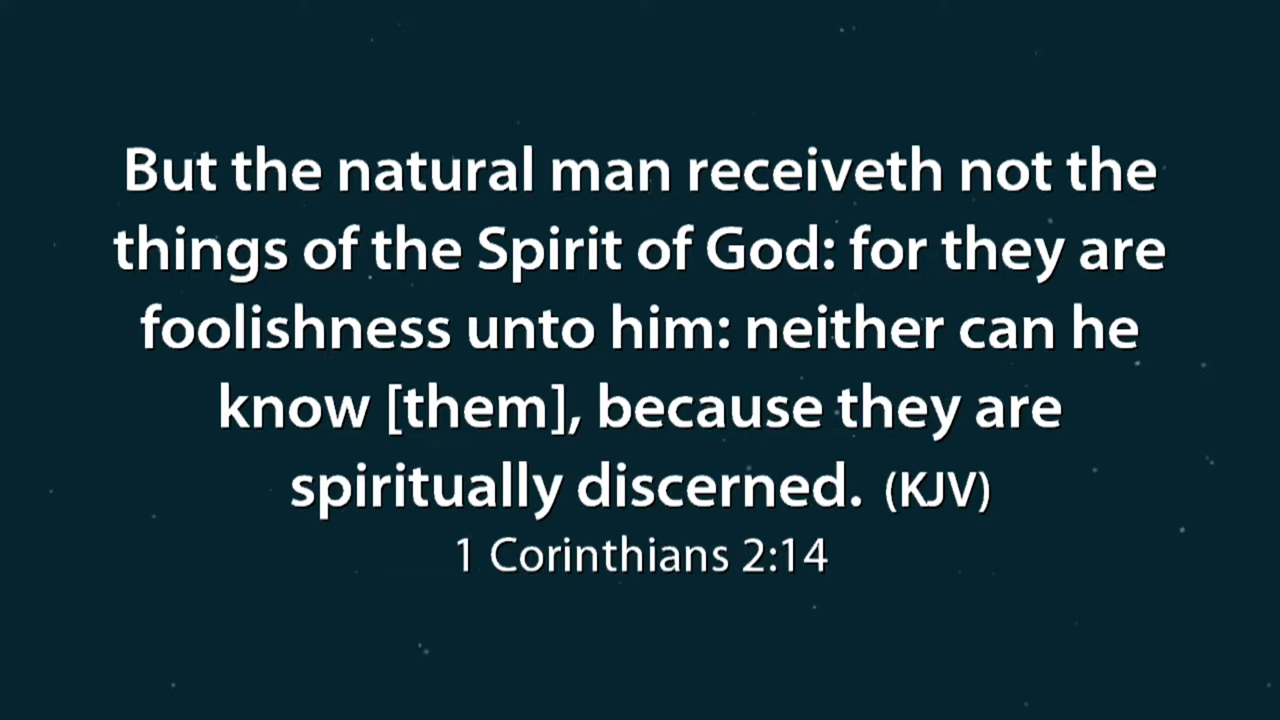 But the natural man receiveth not the
things of the Spirit of God: for they are
foolishness unto him: neither can he
know [them], because they are
spiritually discerned. (KJV)
1 Corinthians 2:14